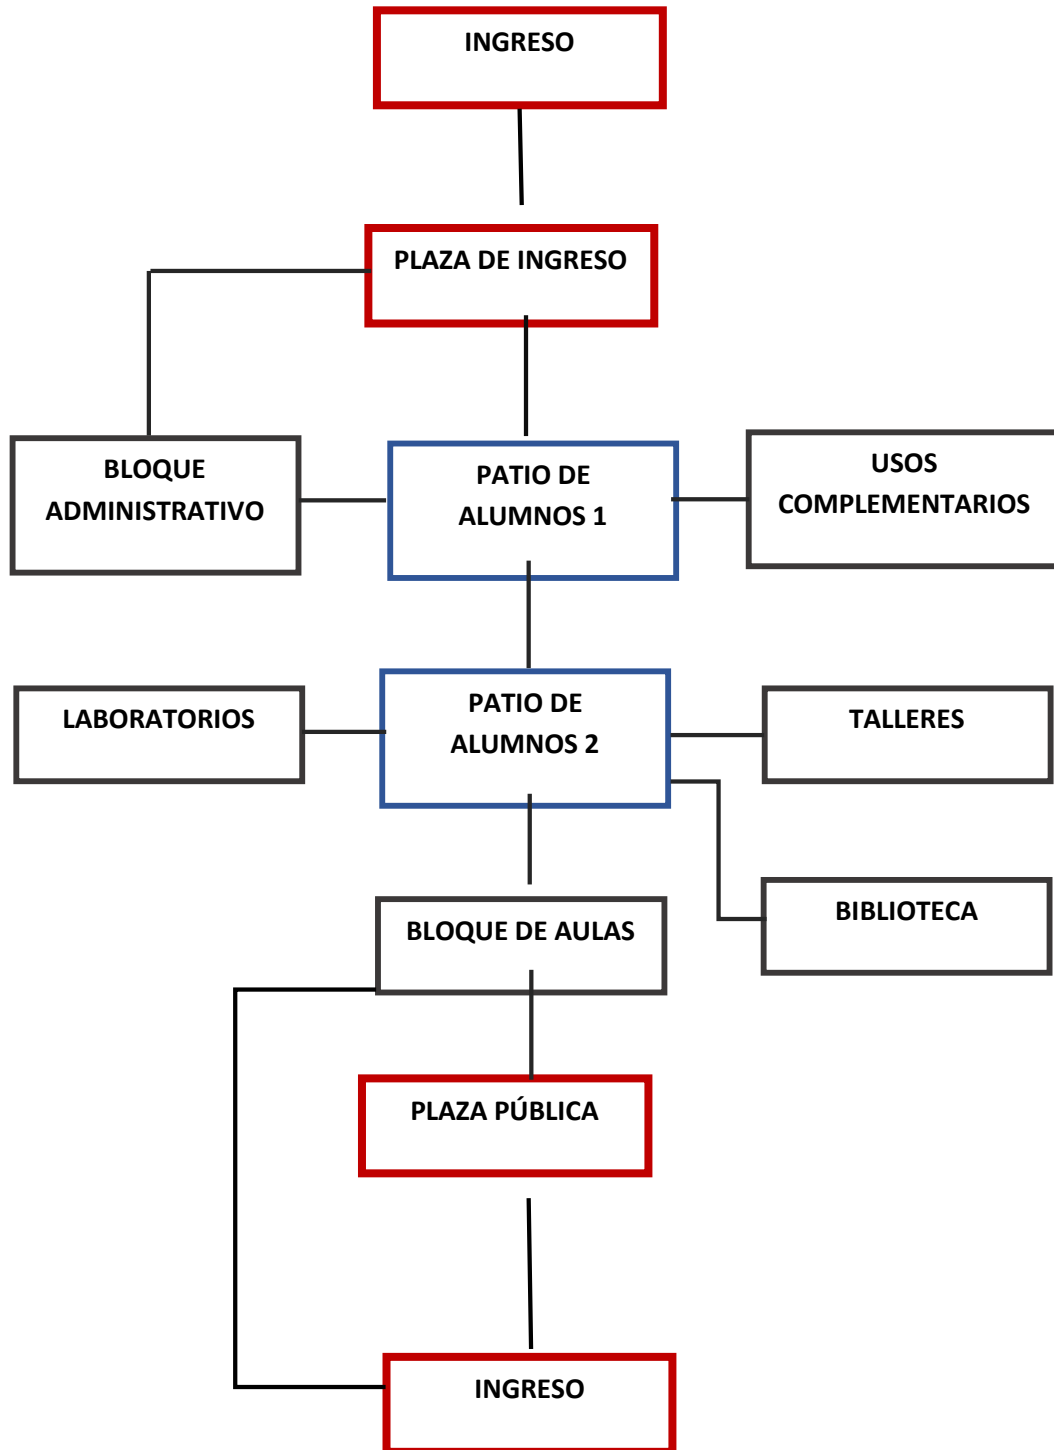 INGRESO
PLAZA DE INGRESO
BLOQUE
ADMINISTRATIVO
PATIO DE
ALUMNOS 1
USOS
COMPLEMENTARIOS
LABORATORIOS
PATIO DE
ALUMNOS 2
TALLERES
BIBLIOTECA
BLOQUE DE AULAS
PLAZA PÚBLICA
INGRESO